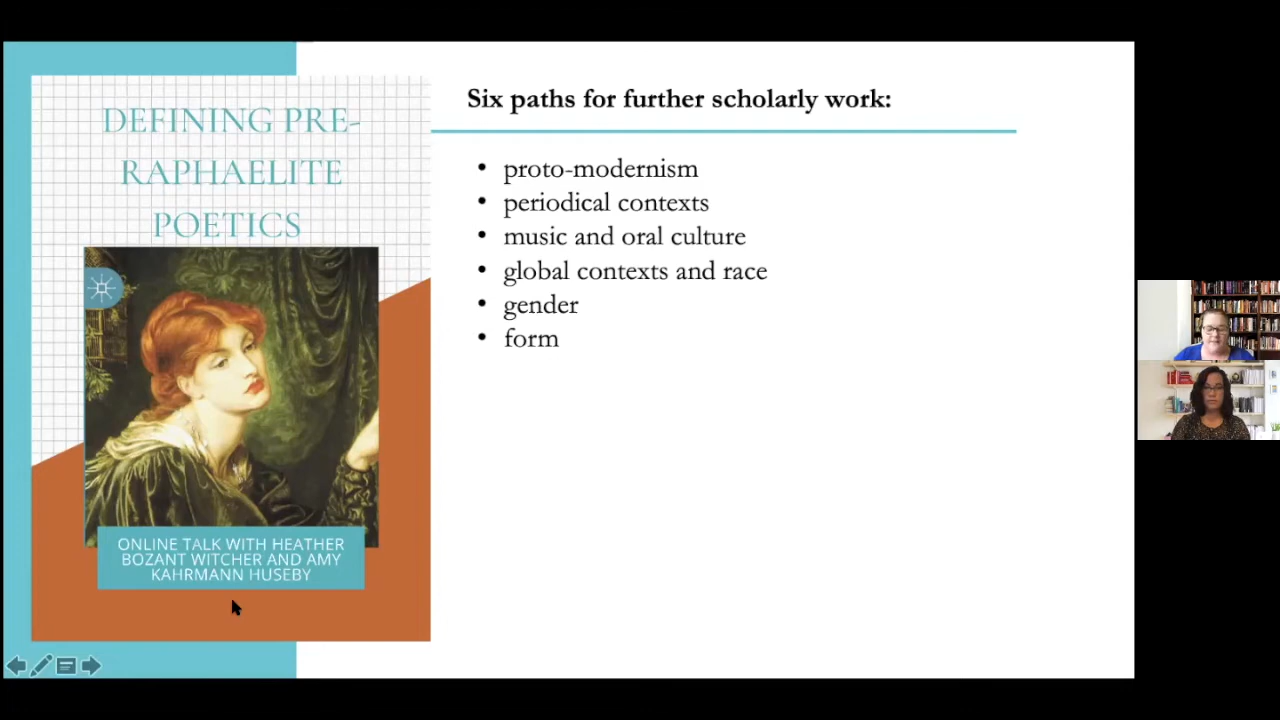 DEFINING PRE-
RAPHAELITE
POETICS
ONLINE TALK WITH HEATHER
BOZANT WITCHER AND AMY
KAHRMANN HUSEBY
Six paths for further scholarly work:
• proto-modernism
• periodical contexts
• music and oral culture
• global contexts and race
• gender
• form